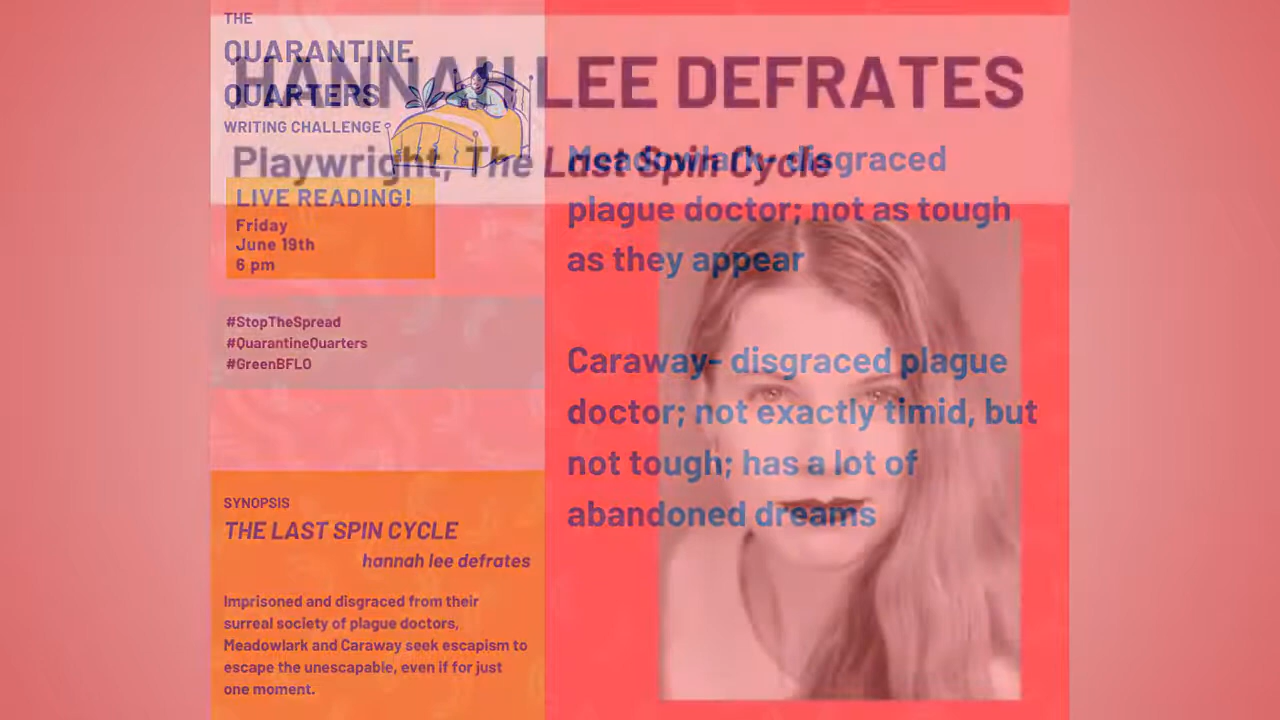 THE
QUARANTINE
QUARTERS
WRITING CHALLENGE
HANNAH LEE DEFRATES
Playwright, The Last Spin Cycle
LIVE READING!
Friday
June 19th
6 pm
#StopTheSpread
#QuarantineQuarters
#GreenBFLO
SYNOPSIS
THE LAST SPIN CYCLE
hannah lee defrates
Imprisoned and disgraced from their
surreal society of plague doctors,
Meadowlark and Caraway seek escapism to
escape the unescapable, even if for just
one moment.
Meadowlark- disgraced
plague doctor; not as tough
as they appear
Caraway- disgraced plague
doctor; not exactly timid, but
not tough; has a lot of
abandoned dreams